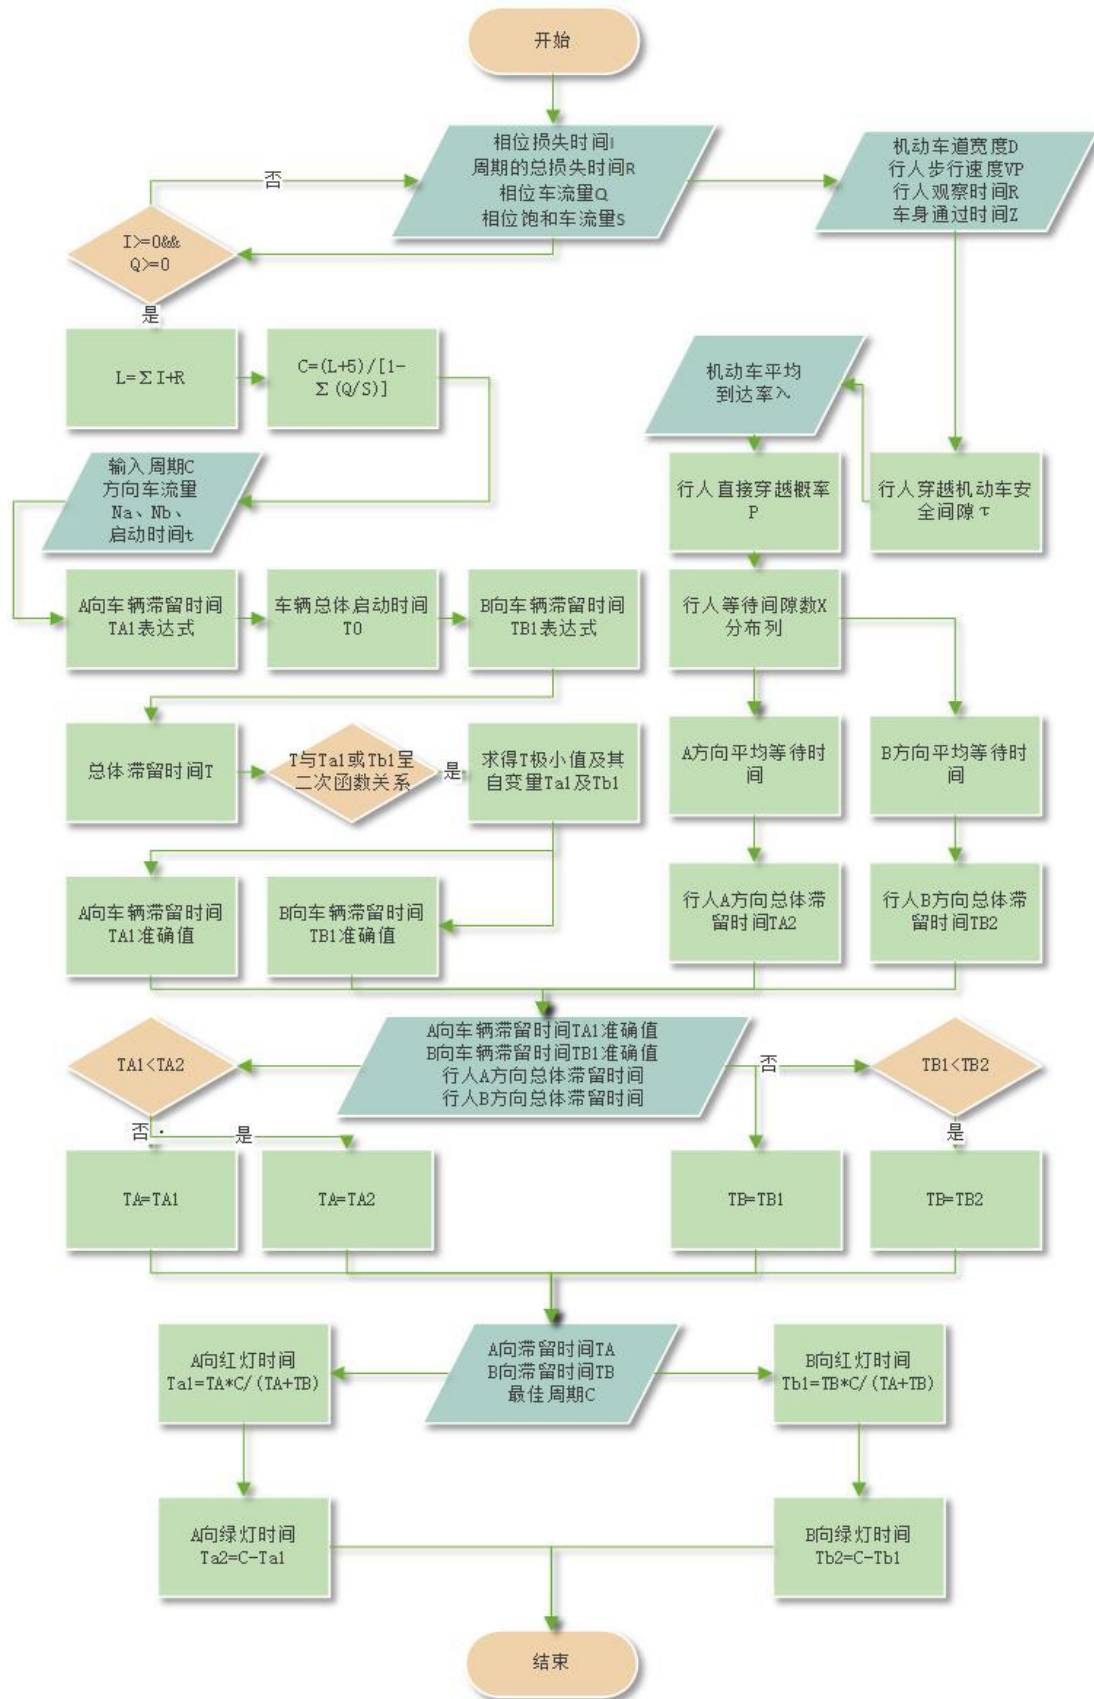 开始
相位损失时间l
周期的总损失时间R
相位车流量Q
相位饱和车流量S
机动车道宽度D
行人步行速度VP
行人观察时间R
车身通过时间Z
否
I>=0&&
Q>=0
是
L=ΣI+R
C=(L+5)/[1-
Σ(Q/S)]
机动车平均
到达率λ
输入周期C
方向车流量
Na、Nb、
启动时间t
行人直接穿越概率
P
行人穿越机动车安
全间隙τ
A向车辆滞留时间
TA1表达式
车辆总体启动时间
T0
B向车辆滞留时间
TB1表达式
行人等待间隙数X
分布列
总体滞留时间T
T与Ta1或Tb1呈
二次函数关系
是
求得T极小值及其
自变量Ta1及Tb1
A方向平均等待时
间
B方向平均等待时
间
A向车辆滞留时间
TA1准确值
B向车辆滞留时间
TB1准确值
行人A方向总体滞
留时间TA2
行人B方向总体滞
留时间TB2
TA1<TA2
A向车辆滞留时间TA1准确值
B向车辆滞留时间TB1准确值
行人A方向总体滞留时间
行人B方向总体滞留时间
否
TB1<TB2
否
是
是
TA=TA1
TA=TA2
TB=TB1
TB=TB2
A向红灯时间
Ta1=TA*C/(TA+TB)
A向滞留时间TA
B向滞留时间TB
最佳周期C
B向红灯时间
Tb1=TB*C/(TA+TB)
A向绿灯时间
Ta2=C-Ta1
B向绿灯时间
Tb2=C-Tb1
结束